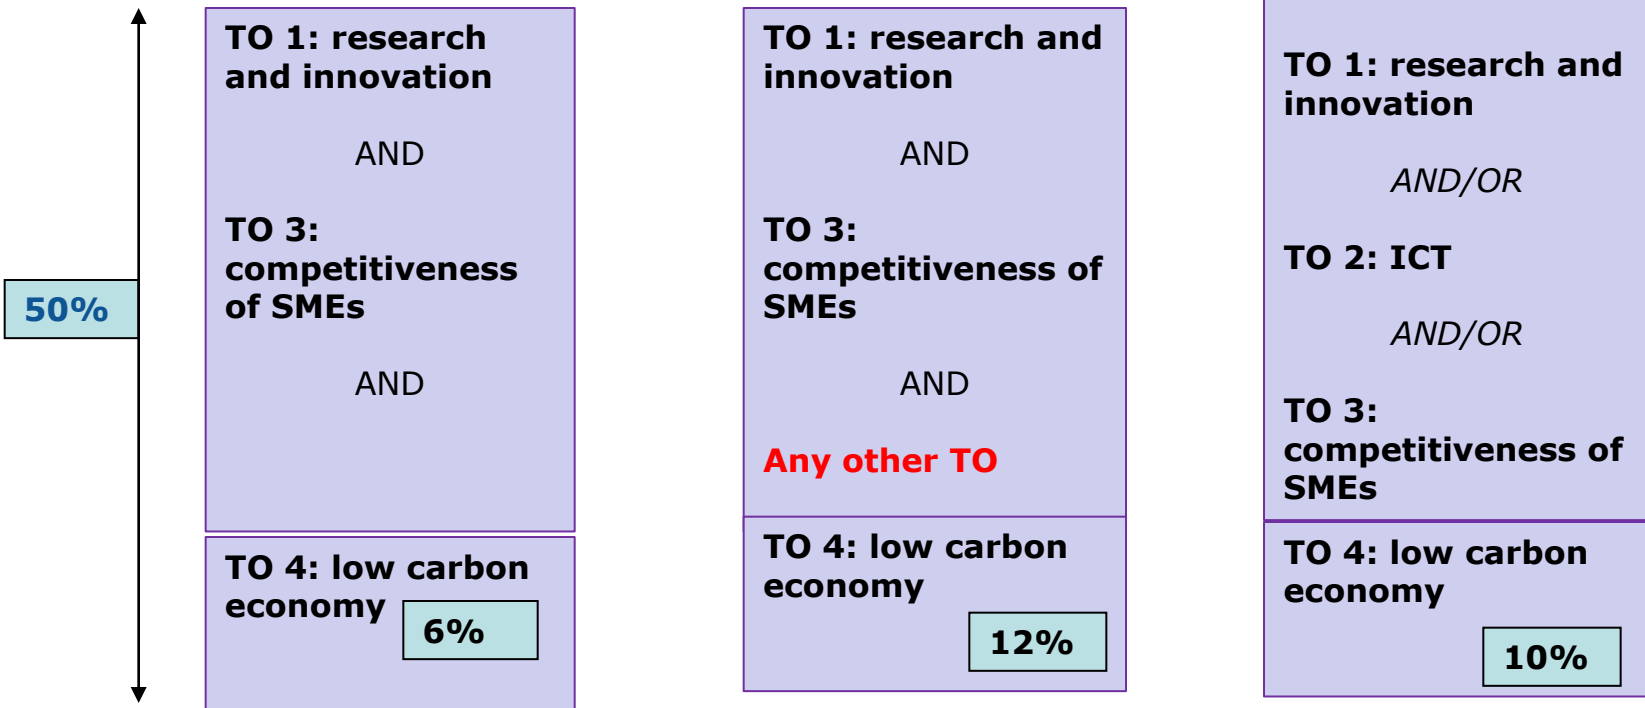 50%
TO 1: research
and innovation
AND
TO 3:
competitiveness
of SMEs
AND
TO 4: low carbon
economy
6%
TO 1: research and
innovation
AND
TO 3:
competitiveness of
SMEs
AND
Any other TO
TO 4: low carbon
economy
12%
TO 1: research and
innovation
AND/OR
TO 2: ICT
AND/OR
TO 3:
competitiveness of
SMEs
TO 4: low carbon
economy
10%